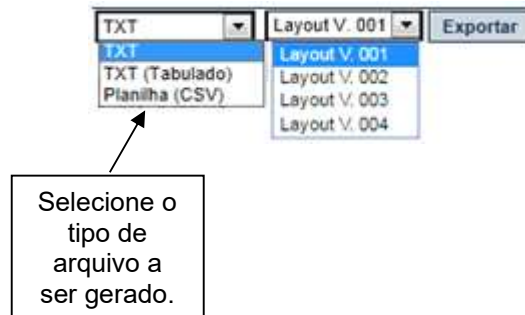 TXT Layout V. 001 Exportar
TXT Layout V. 001
TXT (Tabulado) Layout V. 002
Planilha (CSV) Layout V. 003
Layout V. 004
Selecione o
tipo de
arquivo a
ser gerado.